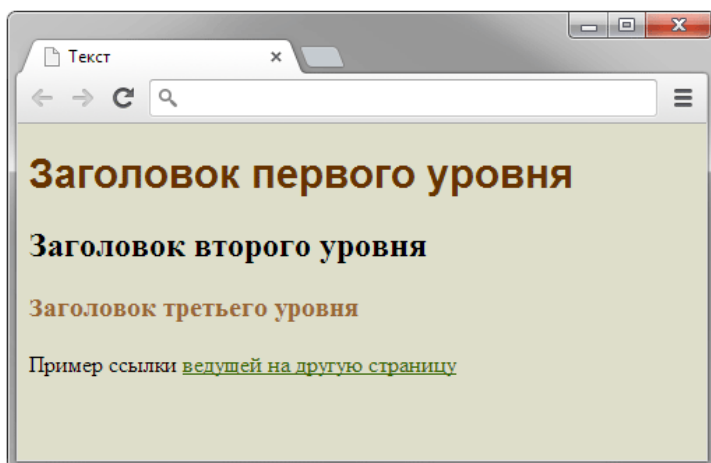 Текст
Заголовок первого уровня
Заголовок второго уровня
Заголовок третьего уровня
Пример ссылки ведущей на другую страницу